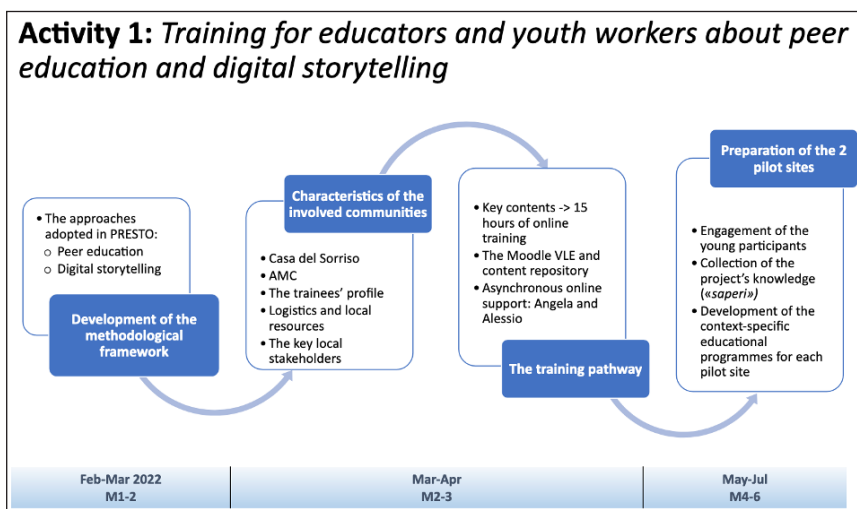 Activity 1: Training for educators and youth workers about peer
education and digital storytelling
• The approaches
adopted in PRESTO:
o Peer education
o Digital storytelling
Development of the
methodological
framework
Characteristics of the
involved communities
• Casa del Sorriso
• AMC
• The trainees' profile
• Logistics and local
resources
• The key local
stakeholders
• Key contents -> 15
hours of online
training
• The Moodle VLE and
content repository
• Asynchronous online
support: Angela and
Alessio
The training pathway
Preparation of the 2
pilot sites
• Engagement of the
young participants
• Collection of the
project's knowledge
(«saperi»)
• Development of the
context-specific
educational
programmes for each
pilot site
Feb-Mar 2022
M1-2
Mar-Apr
M2-3
May-Jul
M4-6